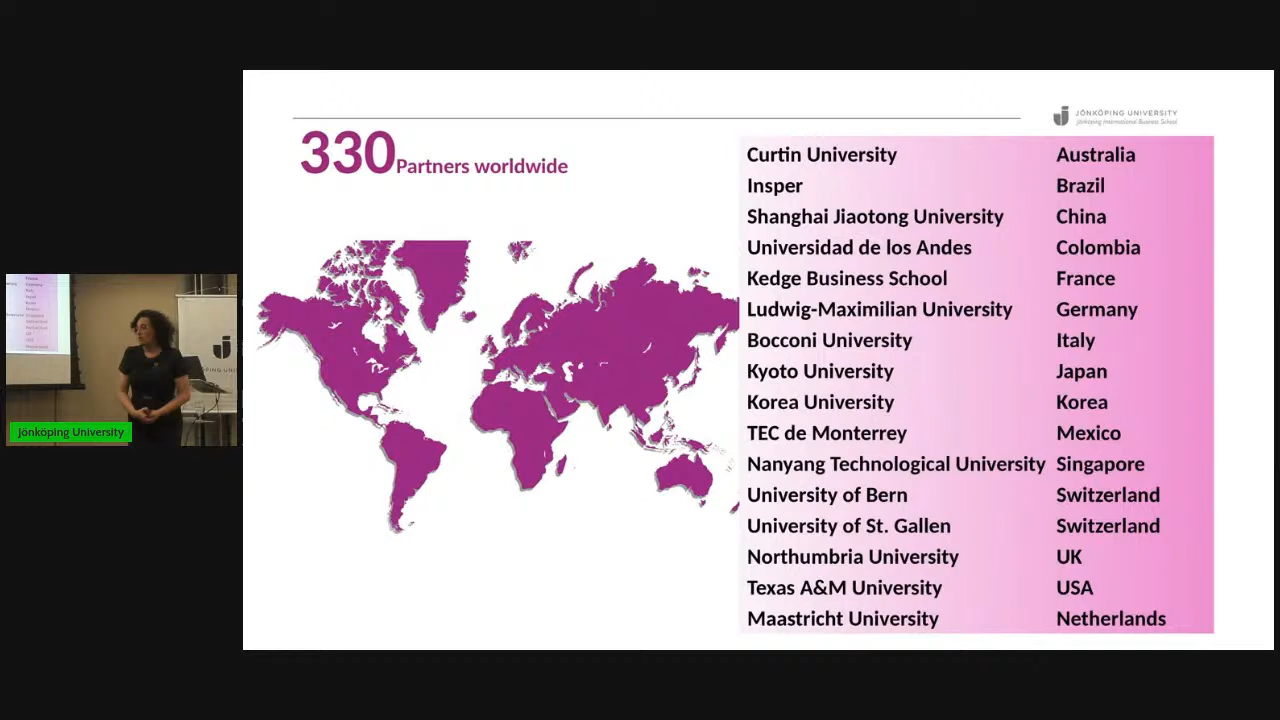 JÖNKÖPING UNIVERSITY
Jönköping International Business School
330 Partners worldwide
Curtin University Australia
Insper Brazil
Shanghai Jiaotong University China
Universidad de los Andes Colombia
Kedge Business School France
Ludwig-Maximilian University Germany
Bocconi University Italy
Kyoto University Japan
Korea University Korea
TEC de Monterrey Mexico
Nanyang Technological University Singapore
University of Bern Switzerland
University of St. Gallen Switzerland
Northumbria University UK
Texas A&M University USA
Maastricht University Netherlands
Jönköping University